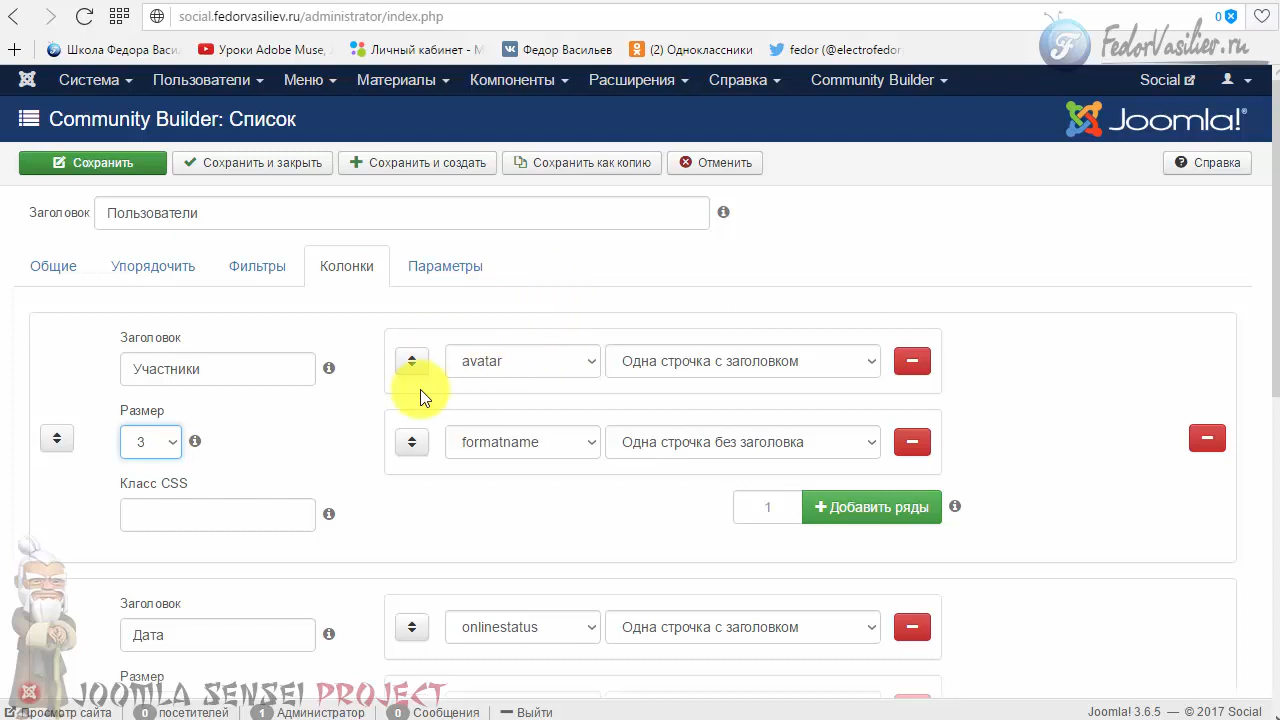 social.fedorvasiliev.ru/administrator/index.php
0
Школа Федора Васи
Уроки Adobe Muse,
Личный кабинет - М
Федор Васильев
(2) Одноклассники
fedor (@electrofedor
FedorVasiliev.ru
Система
Пользователи
Меню
Материалы
Компоненты
Расширения
Справка
Community Builder
Social
Community Builder: Список
Joomla!®
Сохранить
Сохранить и закрыть
Сохранить и создать
Сохранить как копию
Отменить
Справка
Заголовок
Пользователи
Общие
Упорядочить
Фильтры
Колонки
Параметры
Заголовок
Участники
avatar
Одна строчка с заголовком
Размер
3
formatname
Одна строчка без заголовка
Класс CSS
1
Добавить ряды
Заголовок
Дата
onlinestatus
Одна строчка с заголовком
Размер
JOOMLA SENSEI PROJECT
Просмотр сайта
0 посетителей
1 Администратор
0 Сообщения
Выйти
Joomla! 3.6.5 — © 2017 Social